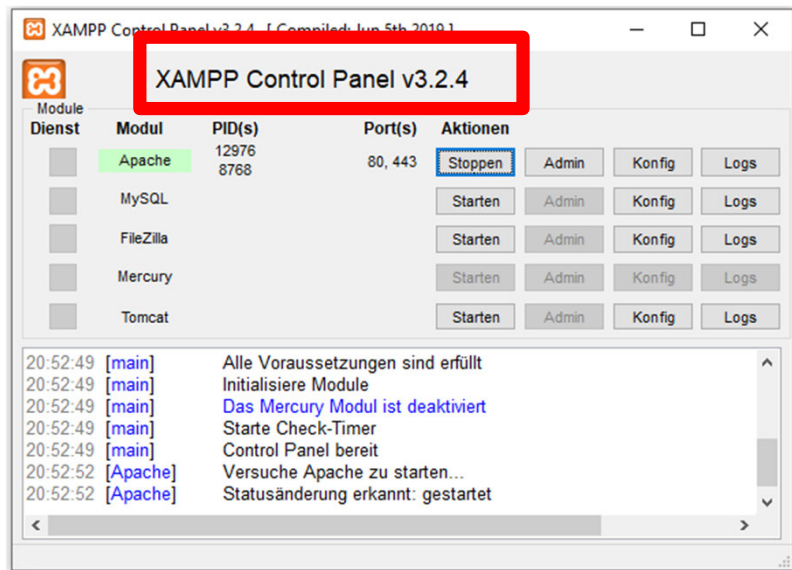 XAMPP Control Panel v3.2.4 [ Compiled: Jun 5th 2019 ]
XAMPP Control Panel v3.2.4
Module
Dienst Modul PID(s) Port(s) Aktionen
Apache 12976 8768 80, 443 Stoppen Admin Konfig Logs
MySQL Starten Admin Konfig Logs
FileZilla Starten Admin Konfig Logs
Mercury Starten Admin Konfig Logs
Tomcat Starten Admin Konfig Logs
20:52:49 [main] Alle Voraussetzungen sind erfüllt
20:52:49 [main] Initialisiere Module
20:52:49 [main] Das Mercury Modul ist deaktiviert
20:52:49 [main] Starte Check-Timer
20:52:49 [main] Control Panel bereit
20:52:52 [Apache] Versuche Apache zu starten...
20:52:52 [Apache] Statusänderung erkannt: gestartet